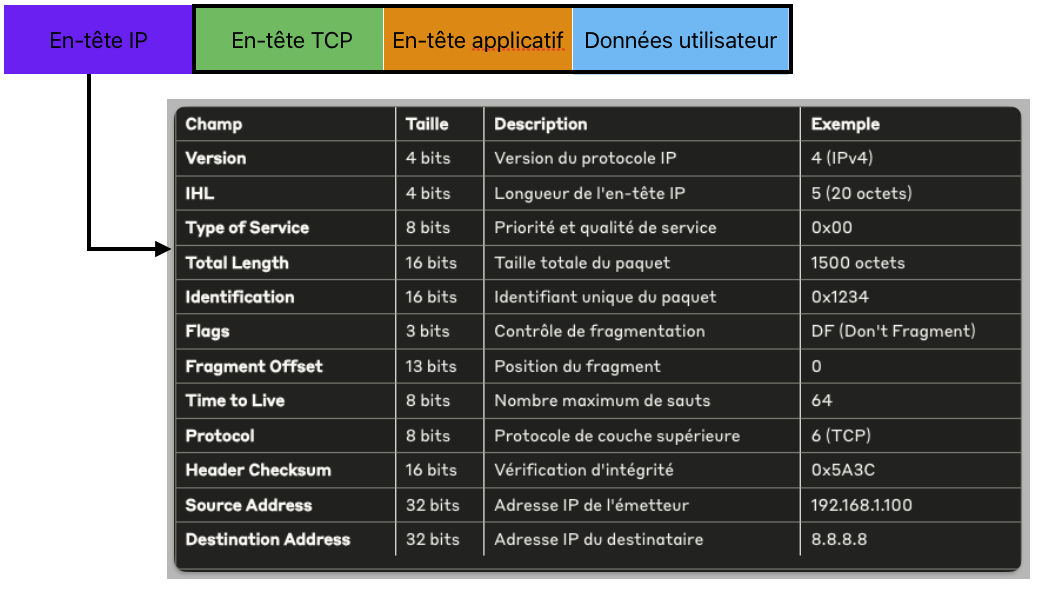 En-tête IP En-tête TCP En-tête applicatif Données utilisateur
Champ Taille Description Exemple
Version 4 bits Version du protocole IP 4 (IPv4)
IHL 4 bits Longueur de l'en-tête IP 5 (20 octets)
Type of Service 8 bits Priorité et qualité de service 0x00
Total Length 16 bits Taille totale du paquet 1500 octets
Identification 16 bits Identifiant unique du paquet 0x1234
Flags 3 bits Contrôle de fragmentation DF (Don't Fragment)
Fragment Offset 13 bits Position du fragment 0
Time to Live 8 bits Nombre maximum de sauts 64
Protocol 8 bits Protocole de couche supérieure 6 (TCP)
Header Checksum 16 bits Vérification d'intégrité 0x5A3C
Source Address 32 bits Adresse IP de l'émetteur 192.168.1.100
Destination Address 32 bits Adresse IP du destinataire 8.8.8.8